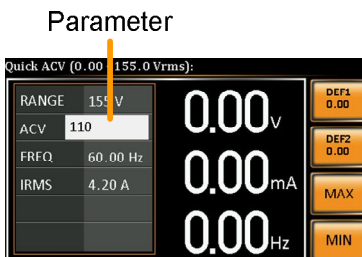 Parameter
Quick ACV (0.00 - 155.0 Vrms):
RANGE 155 V
ACV 110
FREQ 60.00 Hz
IRMS 4.20 A
0.00V
0.00mA
0.00Hz
DEF1
0.00
DEF2
0.00
MAX
MIN